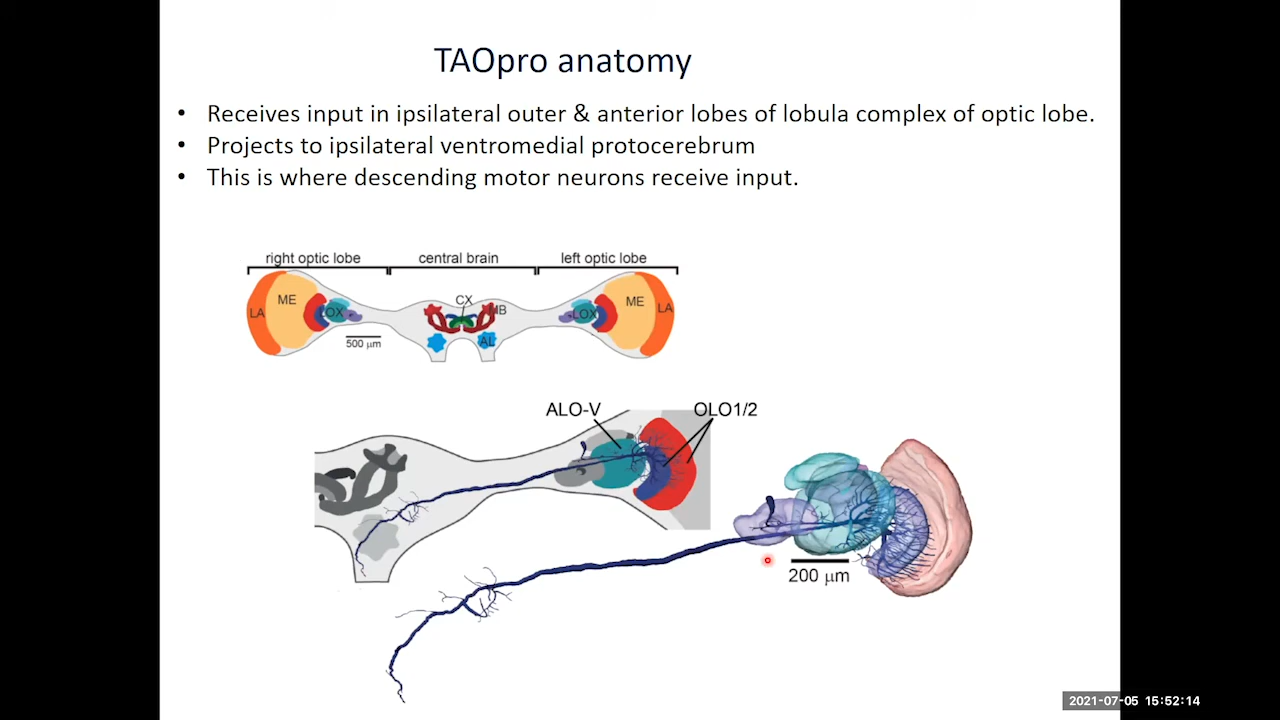 TAOpro anatomy
• Receives input in ipsilateral outer & anterior lobes of lobula complex of optic lobe.
• Projects to ipsilateral ventromedial protocerebrum
• This is where descending motor neurons receive input.
right optic lobe central brain left optic lobe
LA ME LOX CX MB LOX ME LA
500 μm AL
ALO-V OLO1/2
200 μm
2021-07-05 15:52:14